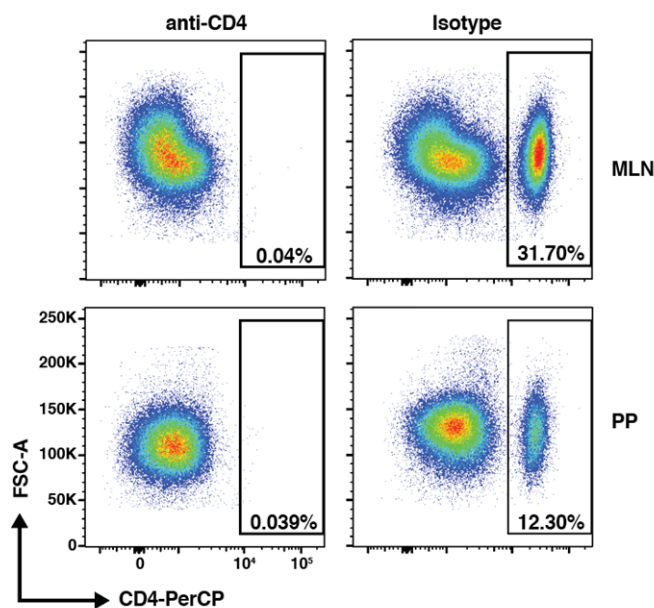 anti-CD4 Isotype
MLN
0.04% 31.70%
250K
200K
150K
100K
50K
0
FSC-A
PP
0.039% 12.30%
0 10⁴ 10⁵
CD4-PerCP